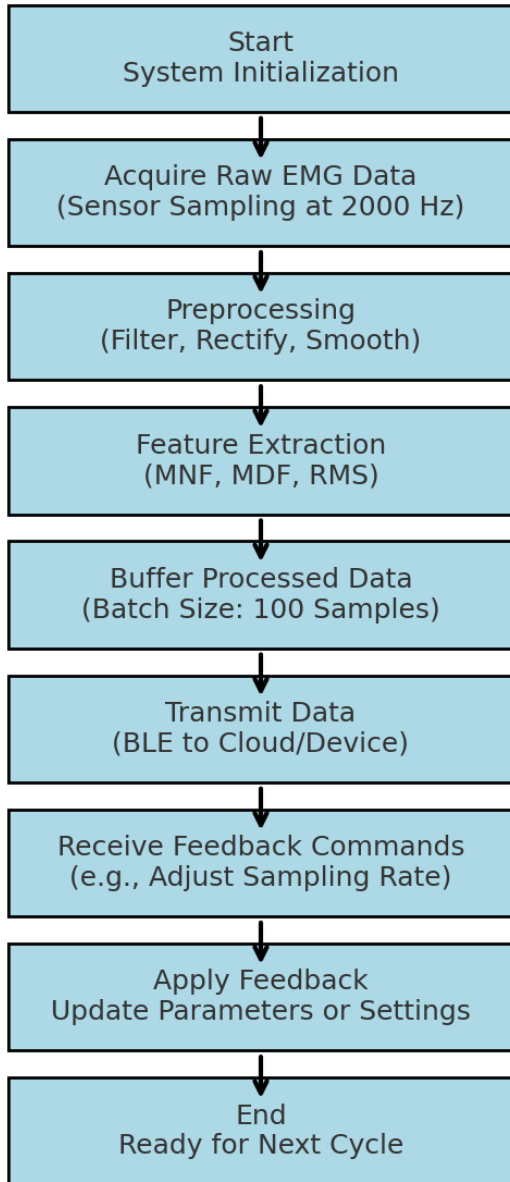 Start
System Initialization
Acquire Raw EMG Data
(Sensor Sampling at 2000 Hz)
Preprocessing
(Filter, Rectify, Smooth)
Feature Extraction
(MNF, MDF, RMS)
Buffer Processed Data
(Batch Size: 100 Samples)
Transmit Data
(BLE to Cloud/Device)
Receive Feedback Commands
(e.g., Adjust Sampling Rate)
Apply Feedback
Update Parameters or Settings
End
Ready for Next Cycle